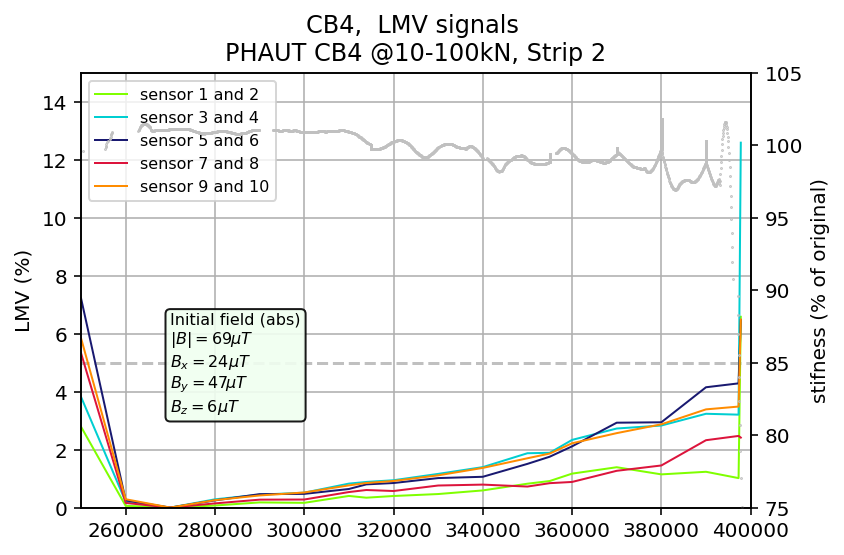 CB4,  LMV signals
PHAUT CB4 @10-100kN, Strip 2
sensor 1 and 2
sensor 3 and 4
sensor 5 and 6
sensor 7 and 8
sensor 9 and 10
Initial field (abs)
|B| = 69μT
Bₓ = 24μT
B_y = 47μT
B_z = 6μT
LMV (%)
14
12
10
8
6
4
2
0
stifness (% of original)
105
100
95
90
85
80
75
260000 280000 300000 320000 340000 360000 380000 400000